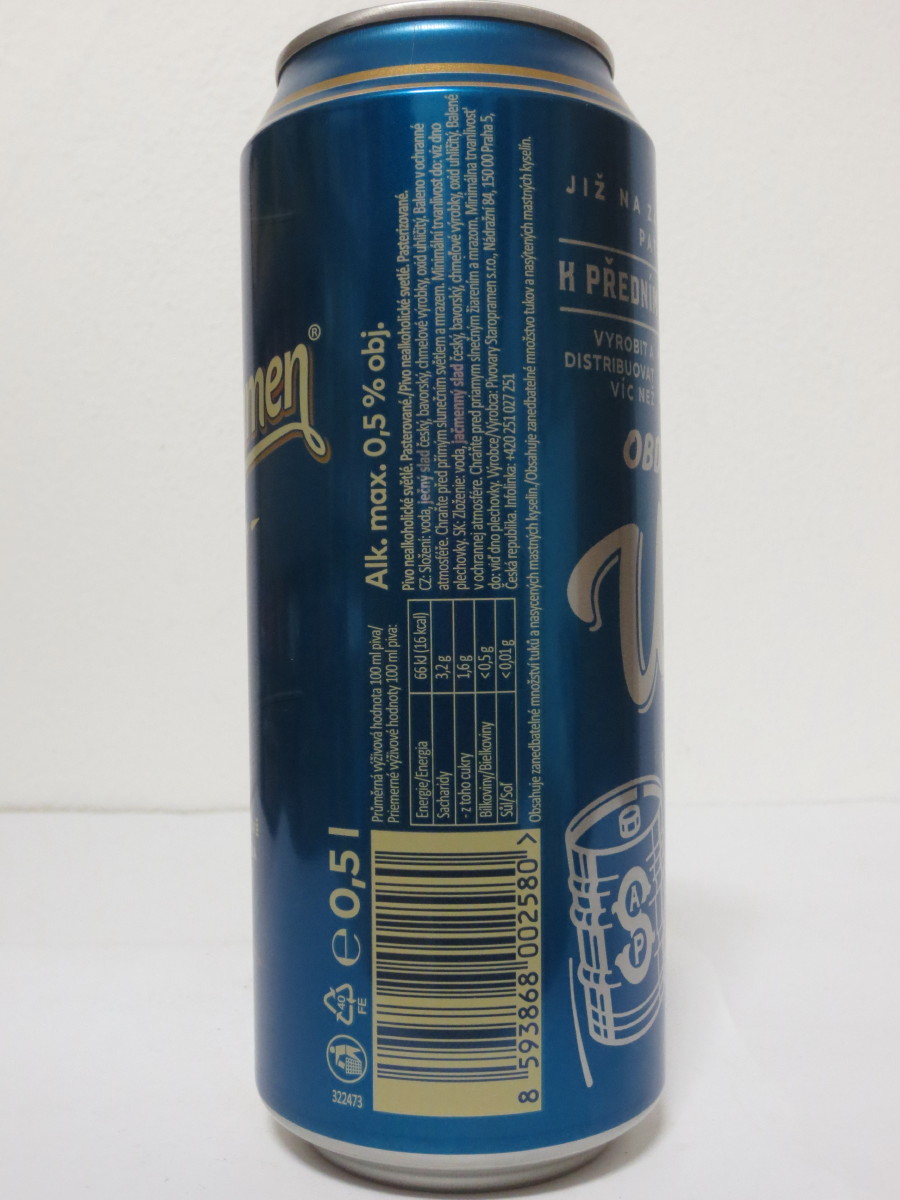 men®
Alk. max. 0,5 % obj.
Pivo nealkoholické světlé. Pasterované./Pivo nealkoholické svetlé. Pasterizované.
CZ: Složení: voda, ječný slad český, bavorský, chmelové výrobky, oxid uhličitý. Baleno v ochranné
atmosféře. Chraňte před přímým slunečním světlem a mrazem. Minimální trvanlivost do: viz dno
plechovky. SK: Zloženie: voda, jačmenný slad český, bavorský, chmeľové výrobky, oxid uhličitý. Balené
v ochrannej atmosfére. Chráňte pred priamym slnečným žiarením a mrazom. Minimálna trvanlivosť
do: viď dno plechovky. Výrobce/Výrobca: Pivovary Staropramen s.r.o., Nádražní 84, 150 00 Praha 5,
Česká republika. Infolinka: +420 251 027 251
Průměrná výživová hodnota 100 ml piva/
Priemerné výživové hodnoty 100 ml piva:
Energie/Energia 66 kJ (16 kcal)
Sacharidy 3,2 g
- z toho cukry 1,6 g
Bílkoviny/Bielkoviny <0,5 g
Sůl/Soľ <0,01 g
Obsahuje zanedbatelné množství tuků a nasycených mastných kyselin./Obsahuje zanedbateľné množstvo tukov a nasýtených mastných kyselín.
℮ 0,5 l
40
FE
322473
8 593868 002580 >
JIŽ NA
K PŘEDNÍM
VYROBIT A
DISTRIBUOVAT
VÍC NEŽ
A
S
P